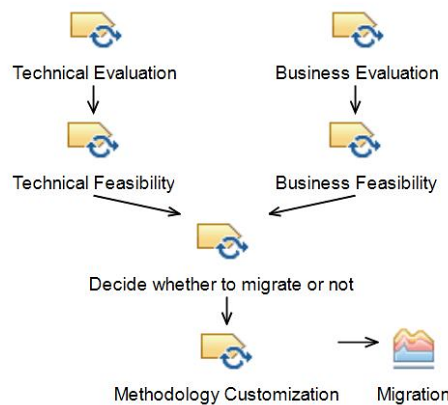 Technical Evaluation
Business Evaluation
Technical Feasibility
Business Feasibility
Decide whether to migrate or not
Methodology Customization
Migration